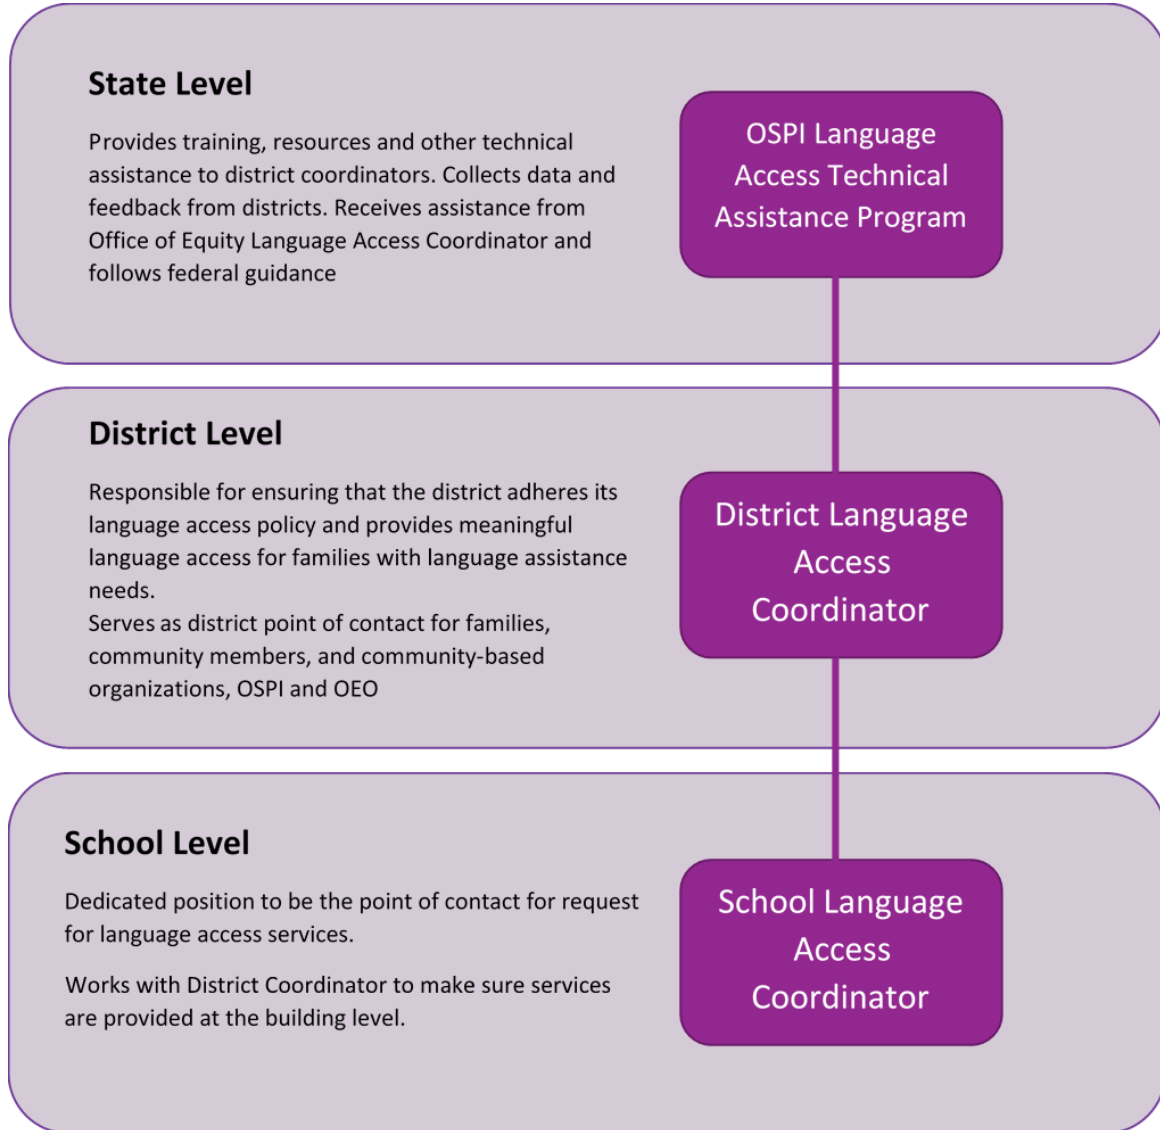 State Level
Provides training, resources and other technical
assistance to district coordinators. Collects data and
feedback from districts. Receives assistance from
Office of Equity Language Access Coordinator and
follows federal guidance
OSPI Language
Access Technical
Assistance Program
District Level
Responsible for ensuring that the district adheres its
language access policy and provides meaningful
language access for families with language assistance
needs.
Serves as district point of contact for families,
community members, and community-based
organizations, OSPI and OEO
District Language
Access
Coordinator
School Level
Dedicated position to be the point of contact for request
for language access services.
Works with District Coordinator to make sure services
are provided at the building level.
School Language
Access
Coordinator